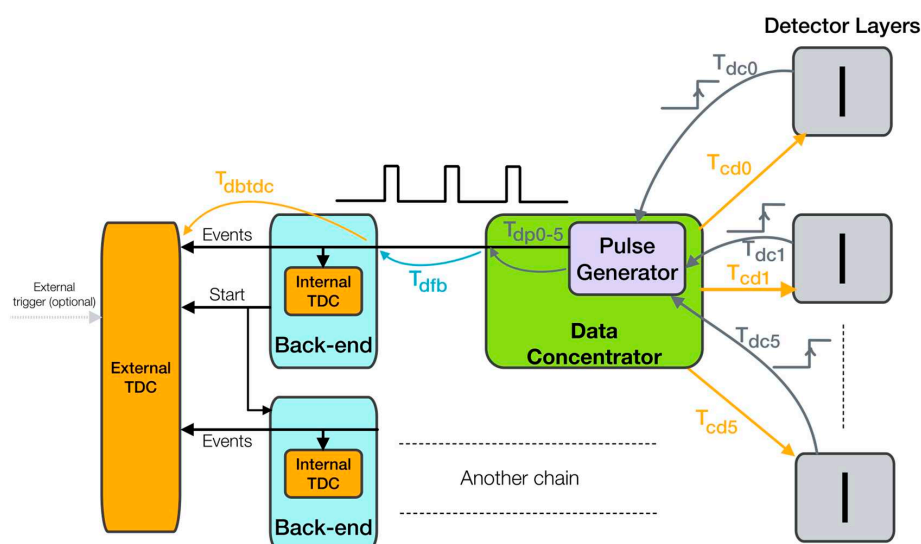 Detector Layers
Tdc0
Tcd0
Tdbtdc
Events
Tdp0-5
Pulse
Generator
Tdc1
Tcd1
Internal
TDC
Tdfb
External
trigger (optional)
Start
Back-end
Data
Concentrator
Tdc5
External
TDC
Tcd5
Events
Internal
TDC
Another chain
Back-end